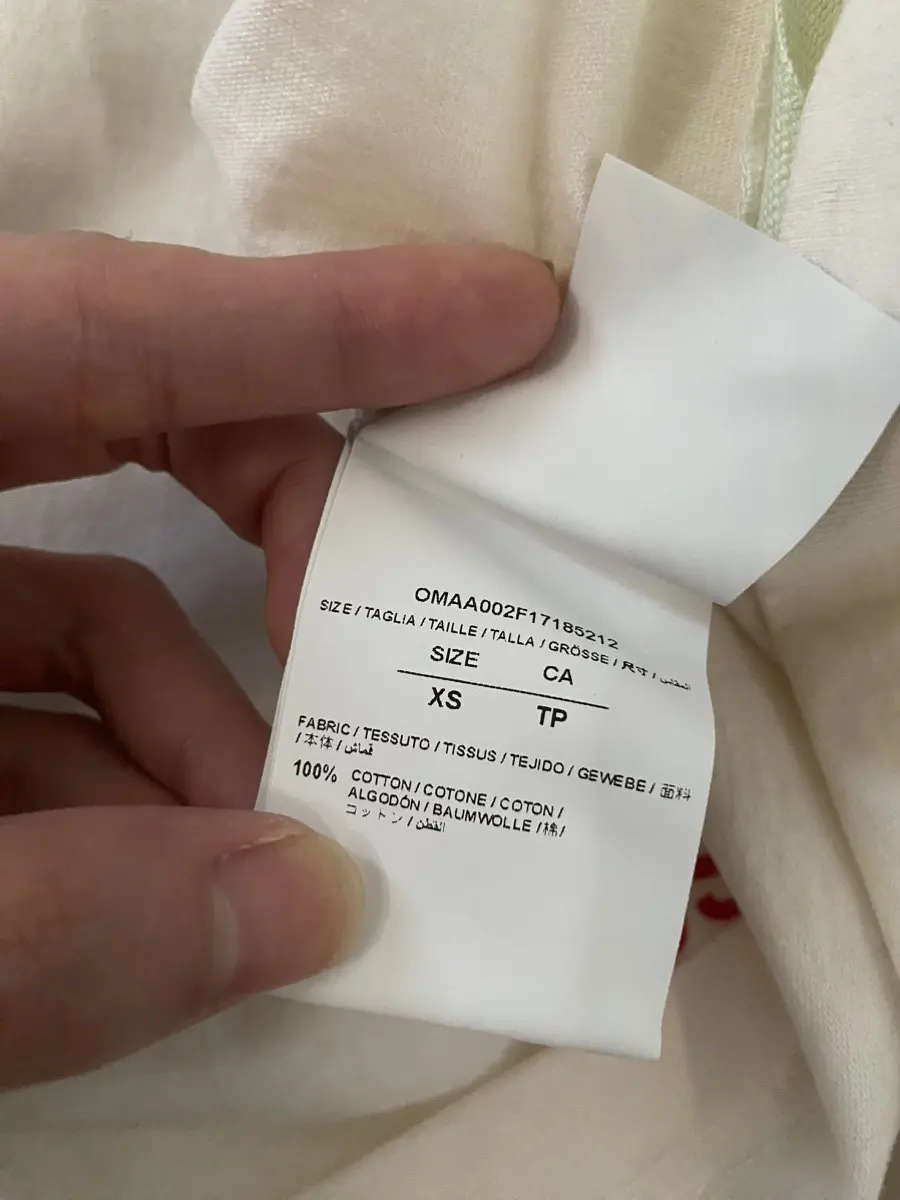 OMAA002F17185212
SIZE / TAGLIA / TAILLE / TALLA / GRÖSSE / 尺寸 /
SIZE CA
XS TP
FABRIC / TESSUTO / TISSUS / TEJIDO / GEWEBE / 面料
/ 本体 / قماش
100% COTTON / COTONE / COTON /
ALGODÓN / BAUMWOLLE / 棉 /
コットン / القطن